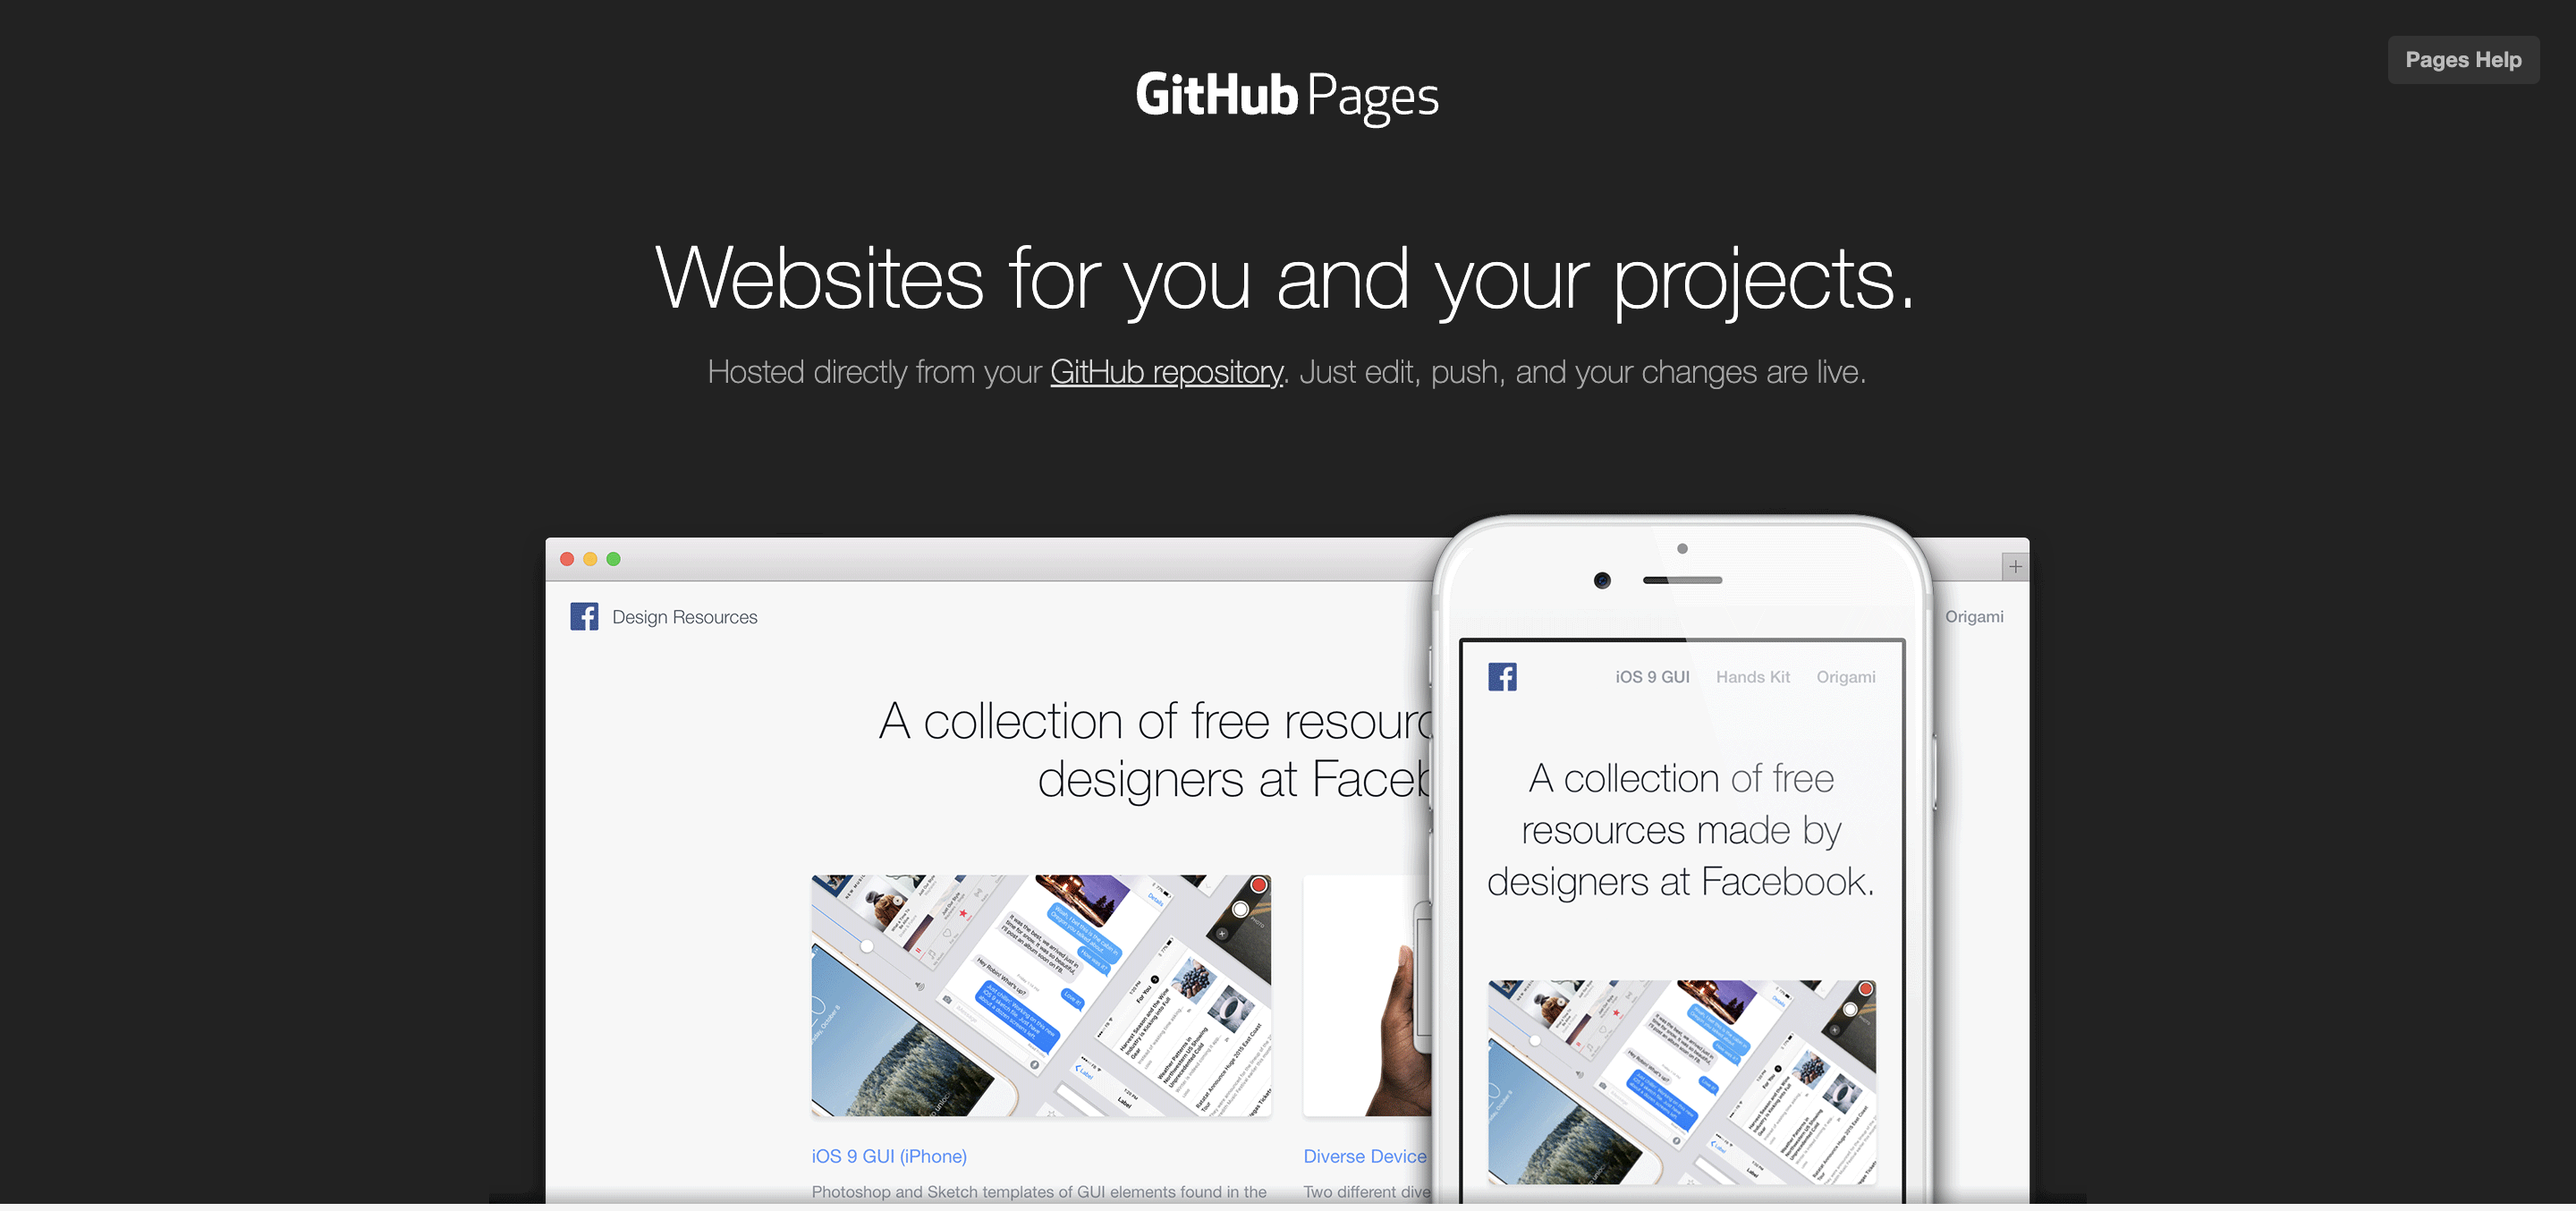 Pages Help
GitHub Pages
Websites for you and your projects.
Hosted directly from your GitHub repository. Just edit, push, and your changes are live.
Design Resources
Origami
A collection of free resourc
designers at Faceb
iOS 9 GUI (iPhone)
Photoshop and Sketch templates of GUI elements found in the
Diverse Device
Two different dive
iOS 9 GUI Hands Kit Origami
A collection of free
resources made by
designers at Facebook.